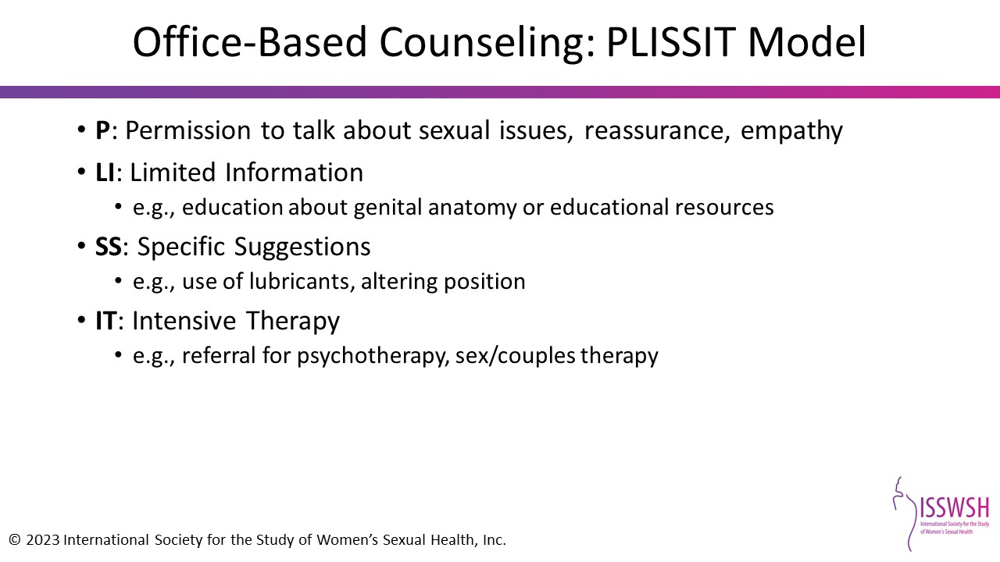 Office-Based Counseling: PLISSIT Model
• P: Permission to talk about sexual issues, reassurance, empathy
• LI: Limited Information
• e.g., education about genital anatomy or educational resources
• SS: Specific Suggestions
• e.g., use of lubricants, altering position
• IT: Intensive Therapy
• e.g., referral for psychotherapy, sex/couples therapy
ISSWSH
International Society for the Study
of Women's Sexual Health
© 2023 International Society for the Study of Women’s Sexual Health, Inc.